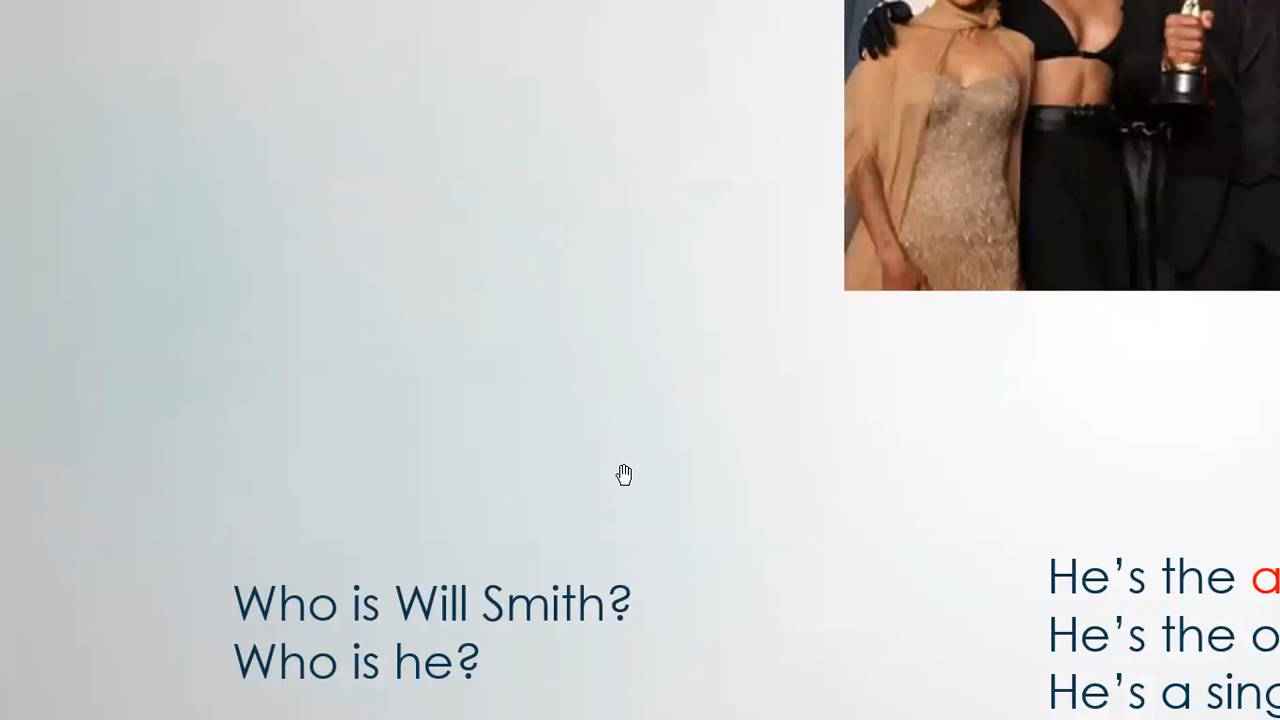 Who is Will Smith?
Who is he?
He's the
He's the
He's a